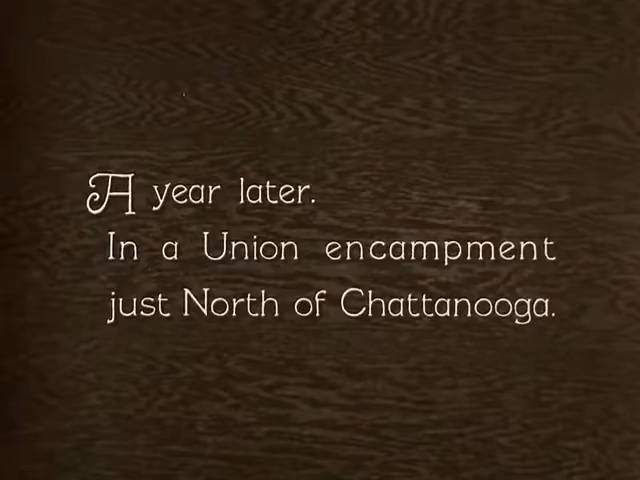 A year later.
In a Union encampment
just North of Chattanooga.